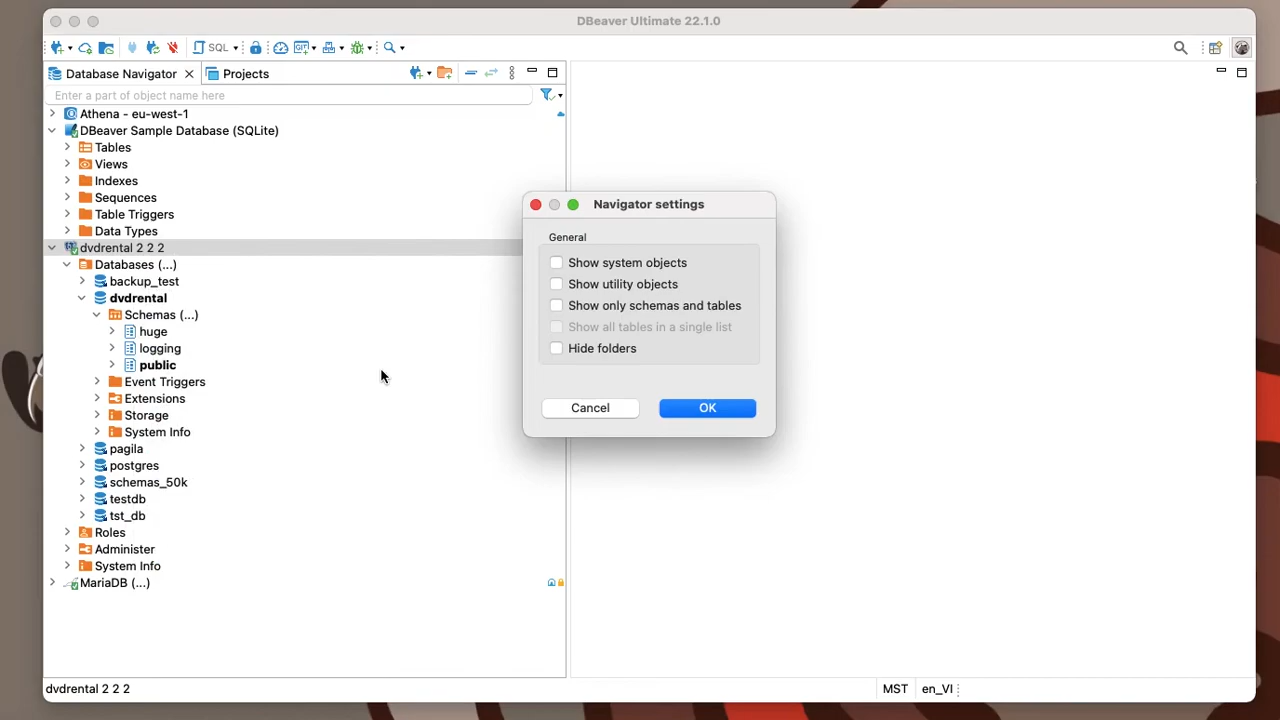 DBeaver Ultimate 22.1.0
SQL
Database Navigator
Projects
Enter a part of object name here
Athena - eu-west-1
DBeaver Sample Database (SQLite)
Tables
Views
Indexes
Sequences
Table Triggers
Data Types
dvdrental 2 2 2
Databases (...)
backup_test
dvdrental
Schemas (...)
huge
logging
public
Event Triggers
Extensions
Storage
System Info
pagila
postgres
schemas_50k
testdb
tst_db
Roles
Administer
System Info
MariaDB (...)
Navigator settings
General
Show system objects
Show utility objects
Show only schemas and tables
Show all tables in a single list
Hide folders
Cancel
OK
dvdrental 2 2 2
MST
en_VI